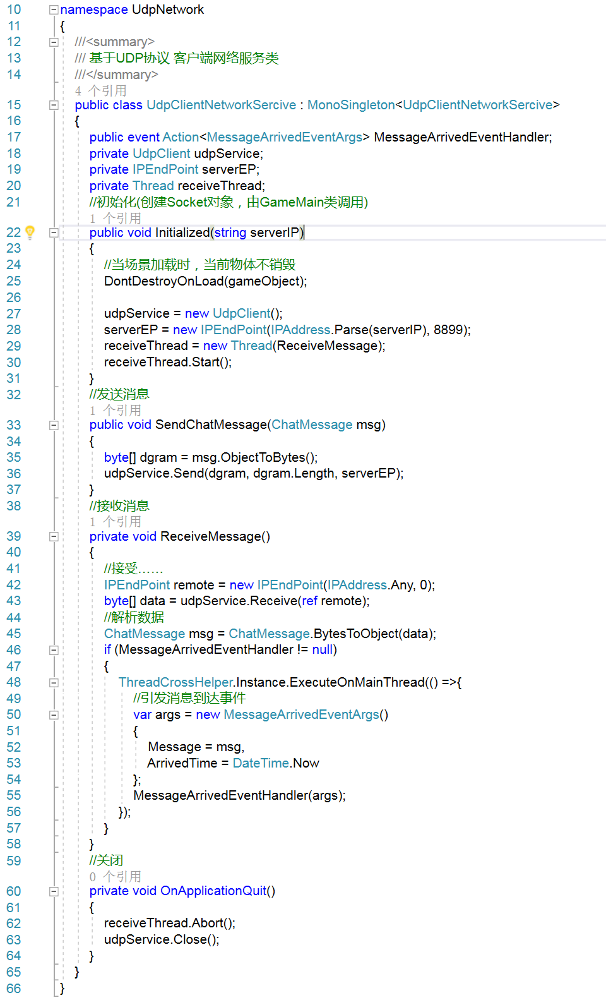 10 namespace UdpNetwork
11 {
12 ///<summary>
13 /// 基于UDP协议 客户端网络服务类
14 ///</summary>
4 个引用
15 public class UdpClientNetworkSercive : MonoSingleton<UdpClientNetworkSercive>
16 {
17 public event Action<MessageArrivedEventArgs> MessageArrivedEventHandler;
18 private UdpClient udpService;
19 private IPEndPoint serverEP;
20 private Thread receiveThread;
21 //初始化(创建Socket对象，由GameMain类调用)
1 个引用
22 public void Initialized(string serverIP)
23 {
24 //当场景加载时，当前物体不销毁
25 DontDestroyOnLoad(gameObject);
26
27 udpService = new UdpClient();
28 serverEP = new IPEndPoint(IPAddress.Parse(serverIP), 8899);
29 receiveThread = new Thread(ReceiveMessage);
30 receiveThread.Start();
31 }
32 //发送消息
1 个引用
33 public void SendChatMessage(ChatMessage msg)
34 {
35 byte[] dgram = msg.ObjectToBytes();
36 udpService.Send(dgram, dgram.Length, serverEP);
37 }
38 //接收消息
1 个引用
39 private void ReceiveMessage()
40 {
41 //接受……
42 IPEndPoint remote = new IPEndPoint(IPAddress.Any, 0);
43 byte[] data = udpService.Receive(ref remote);
44 //解析数据
45 ChatMessage msg = ChatMessage.BytesToObject(data);
46 if (MessageArrivedEventHandler != null)
47 {
48 ThreadCrossHelper.Instance.ExecuteOnMainThread(() =>{
49 //引发消息到达事件
50 var args = new MessageArrivedEventArgs()
51 {
52 Message = msg,
53 ArrivedTime = DateTime.Now
54 };
55 MessageArrivedEventHandler(args);
56 });
57 }
58 }
59 //关闭
0 个引用
60 private void OnApplicationQuit()
61 {
62 receiveThread.Abort();
63 udpService.Close();
64 }
65 }
66 }